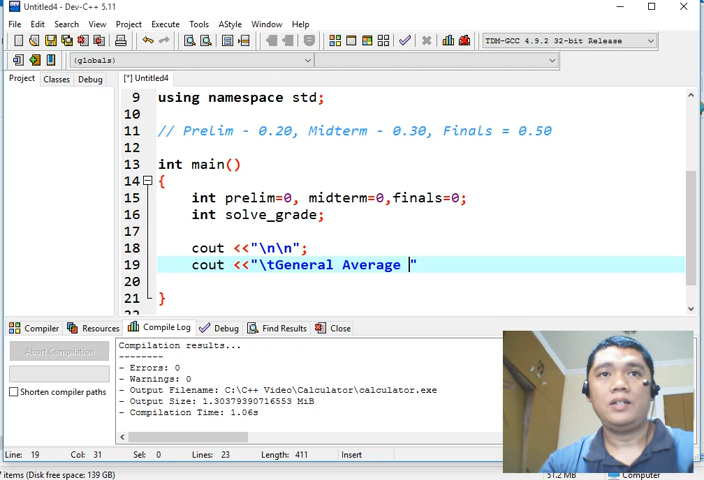 Untitled4 - Dev-C++ 5.11
File Edit Search View Project Execute Tools AStyle Window Help
TDM-GCC 4.9.2 32-bit Release
(globals)
Project Classes Debug
[*] Untitled4
9 using namespace std;
10
11 // Prelim - 0.20, Midterm - 0.30, Finals = 0.50
12
13 int main()
14 {
15 int prelim=0, midterm=0,finals=0;
16 int solve_grade;
17
18 cout <<"\n\n";
19 cout <<"\tGeneral Average "
20
21 }
Compiler Resources Compile Log Debug Find Results Close
Abort Compilation
Shorten compiler paths
Compilation results...
--------
- Errors: 0
- Warnings: 0
- Output Filename: C:\C++ Video\Calculator\calculator.exe
- Output Size: 1.30379390716553 MiB
- Compilation Time: 1.06s
Line: 19 Col: 31 Sel: 0 Lines: 23 Length: 411 Insert
7 items (Disk free space: 139 GB) 51.2 MB Computer